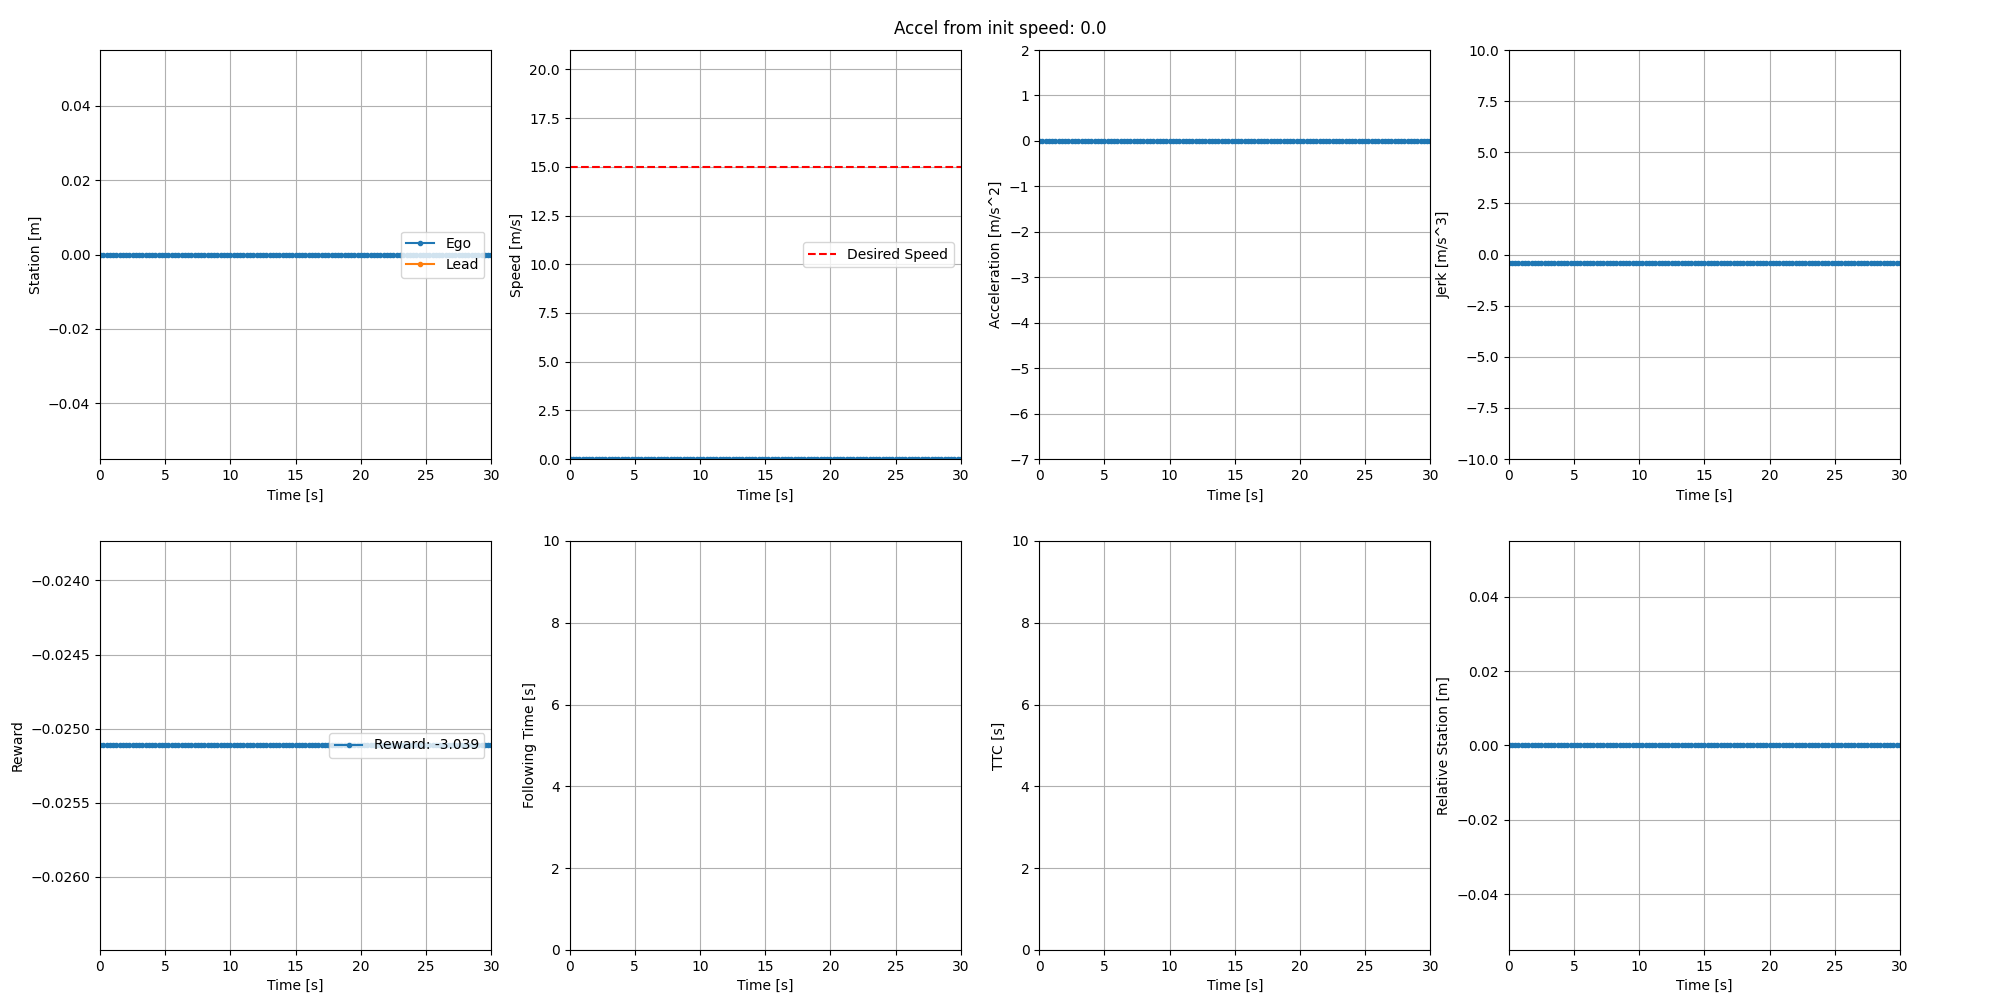 Accel from init speed: 0.0
0.04
0.02
0.00
−0.02
−0.04
Station [m]
Ego
Lead
0 5 10 15 20 25 30
Time [s]
20.0
17.5
15.0
12.5
10.0
7.5
5.0
2.5
0.0
Speed [m/s]
Desired Speed
0 5 10 15 20 25 30
Time [s]
2
1
0
−1
−2
−3
−4
−5
−6
−7
Acceleration [m/s^2]
0 5 10 15 20 25 30
Time [s]
10.0
7.5
5.0
2.5
0.0
−2.5
−5.0
−7.5
−10.0
Jerk [m/s^3]
0 5 10 15 20 25 30
Time [s]
−0.0240
−0.0245
−0.0250
−0.0255
−0.0260
Reward
Reward: -3.039
0 5 10 15 20 25 30
Time [s]
10
8
6
4
2
0
Following Time [s]
0 5 10 15 20 25 30
Time [s]
10
8
6
4
2
0
TTC [s]
0 5 10 15 20 25 30
Time [s]
0.04
0.02
0.00
−0.02
−0.04
Relative Station [m]
0 5 10 15 20 25 30
Time [s]